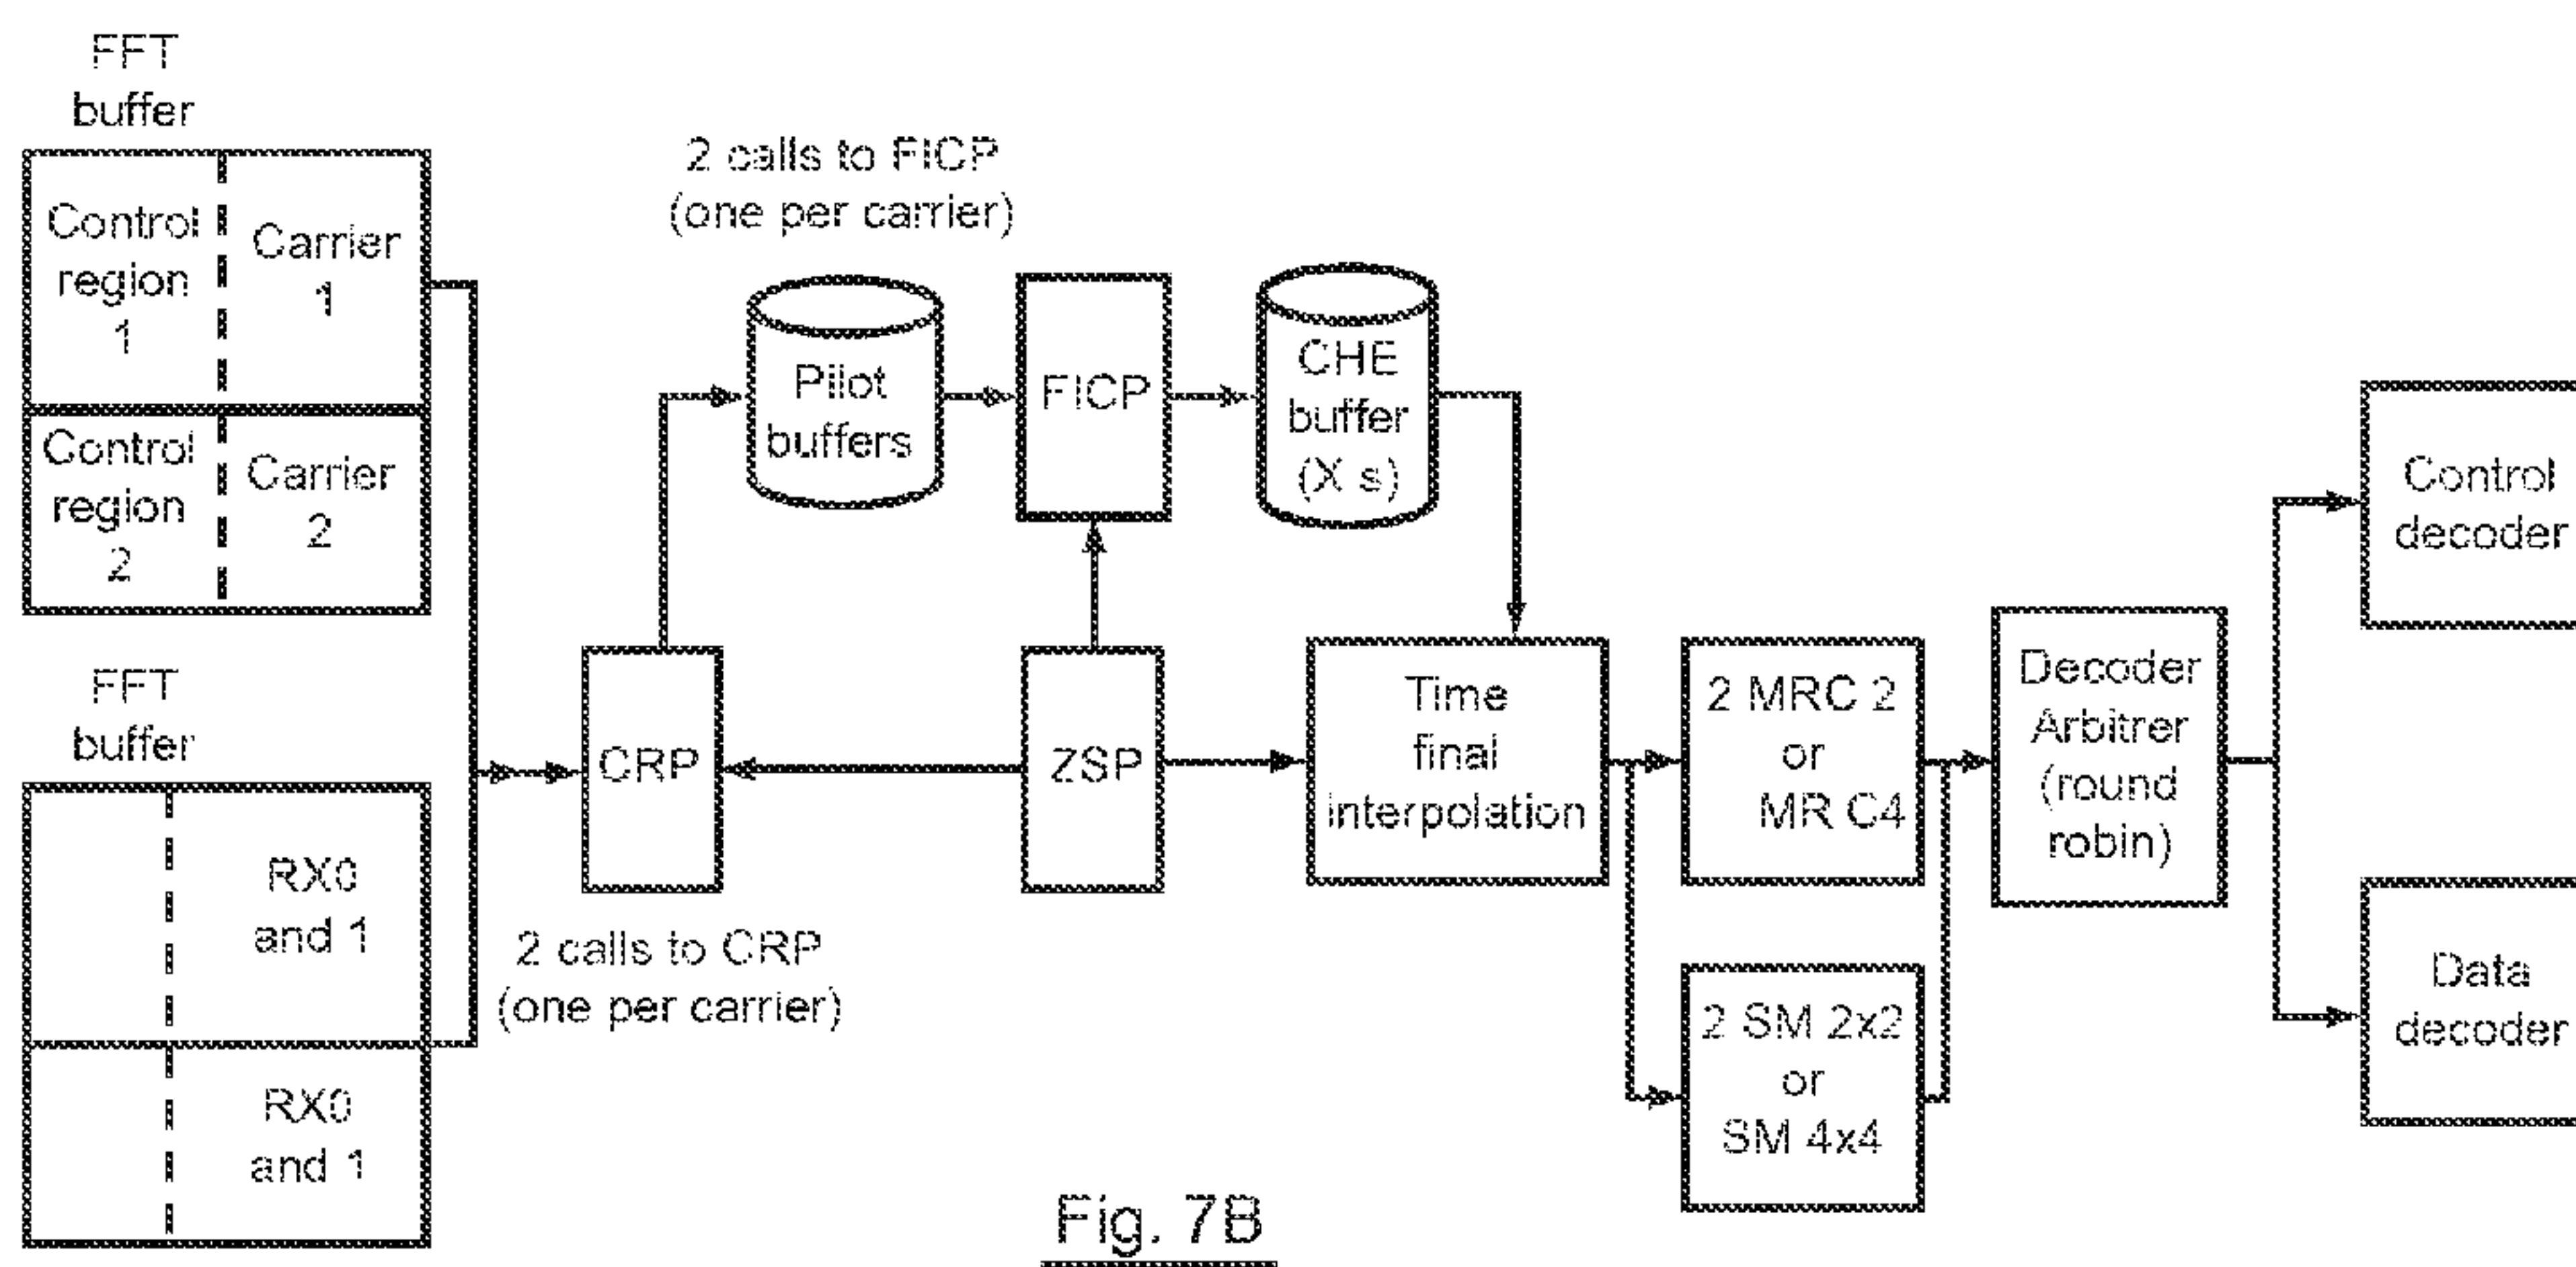 FFT
buffer
Control
region
1
Carrier
1
Control
region
2
Carrier
2
FFT
buffer
RX0
and 1
RX0
and 1
2 calls to FICP
(one per carrier)
Pilot
buffers
FICP
CHE
buffer
(X s)
CRP
2 calls to CRP
(one per carrier)
ZSP
Time
final
interpolation
2 MRC 2
or
MR C4
2 SM 2x2
or
SM 4x4
Decoder
Arbitrer
(round
robin)
Control
decoder
Data
decoder
Fig. 7B